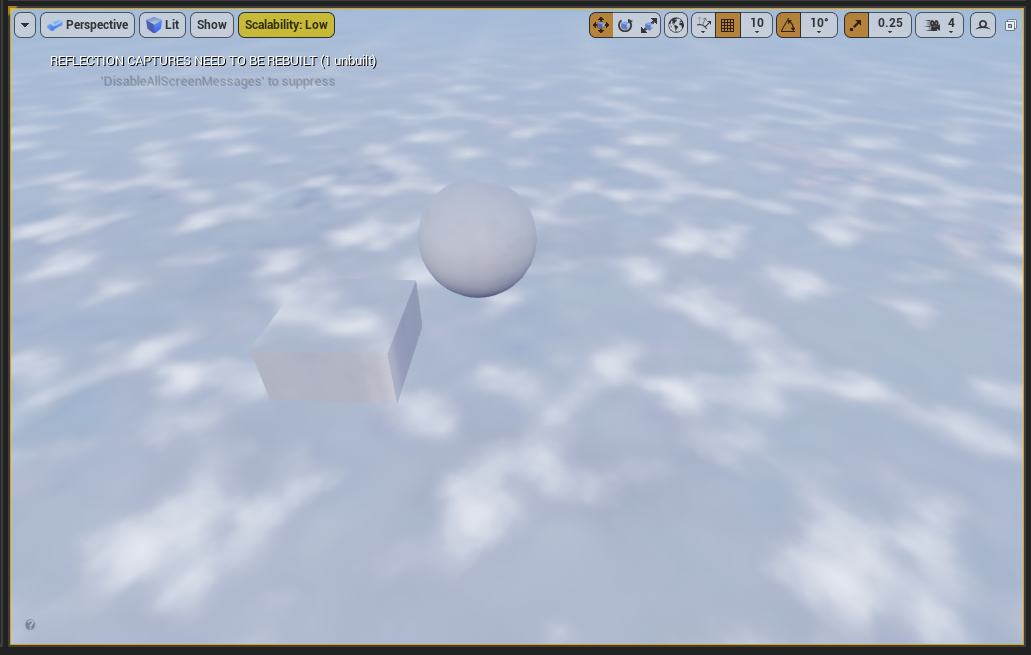 Perspective Lit Show Scalability: Low 10 10° 0.25 4
REFLECTION CAPTURES NEED TO BE REBUILT (1 unbuilt)
'DisableAllScreenMessages' to suppress
?